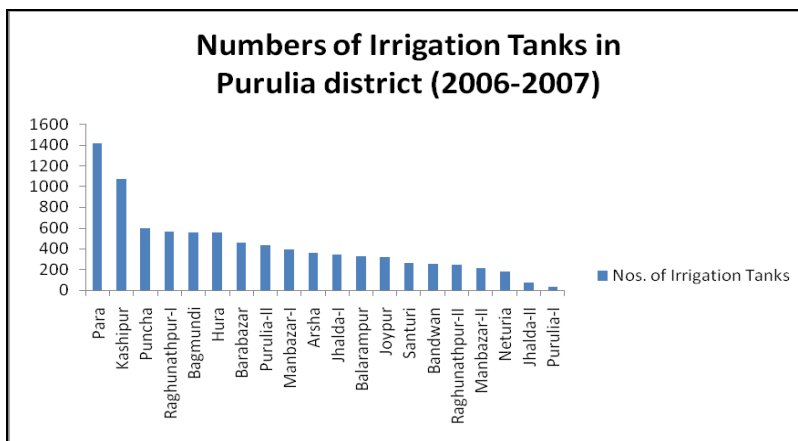 Numbers of Irrigation Tanks in
Purulia district (2006-2007)
1600
1400
1200
1000
800
600
400
200
0
Para
Kashipur
Puncha
Raghunathpur-I
Bagmundi
Hura
Barabazar
Purulia-II
Manbazar-I
Arsha
Jhalda-I
Balarampur
Joypur
Santuri
Bandwan
Raghunathpur-II
Manbazar-II
Neturia
Jhalda-II
Purulia-I
Nos. of Irrigation Tanks